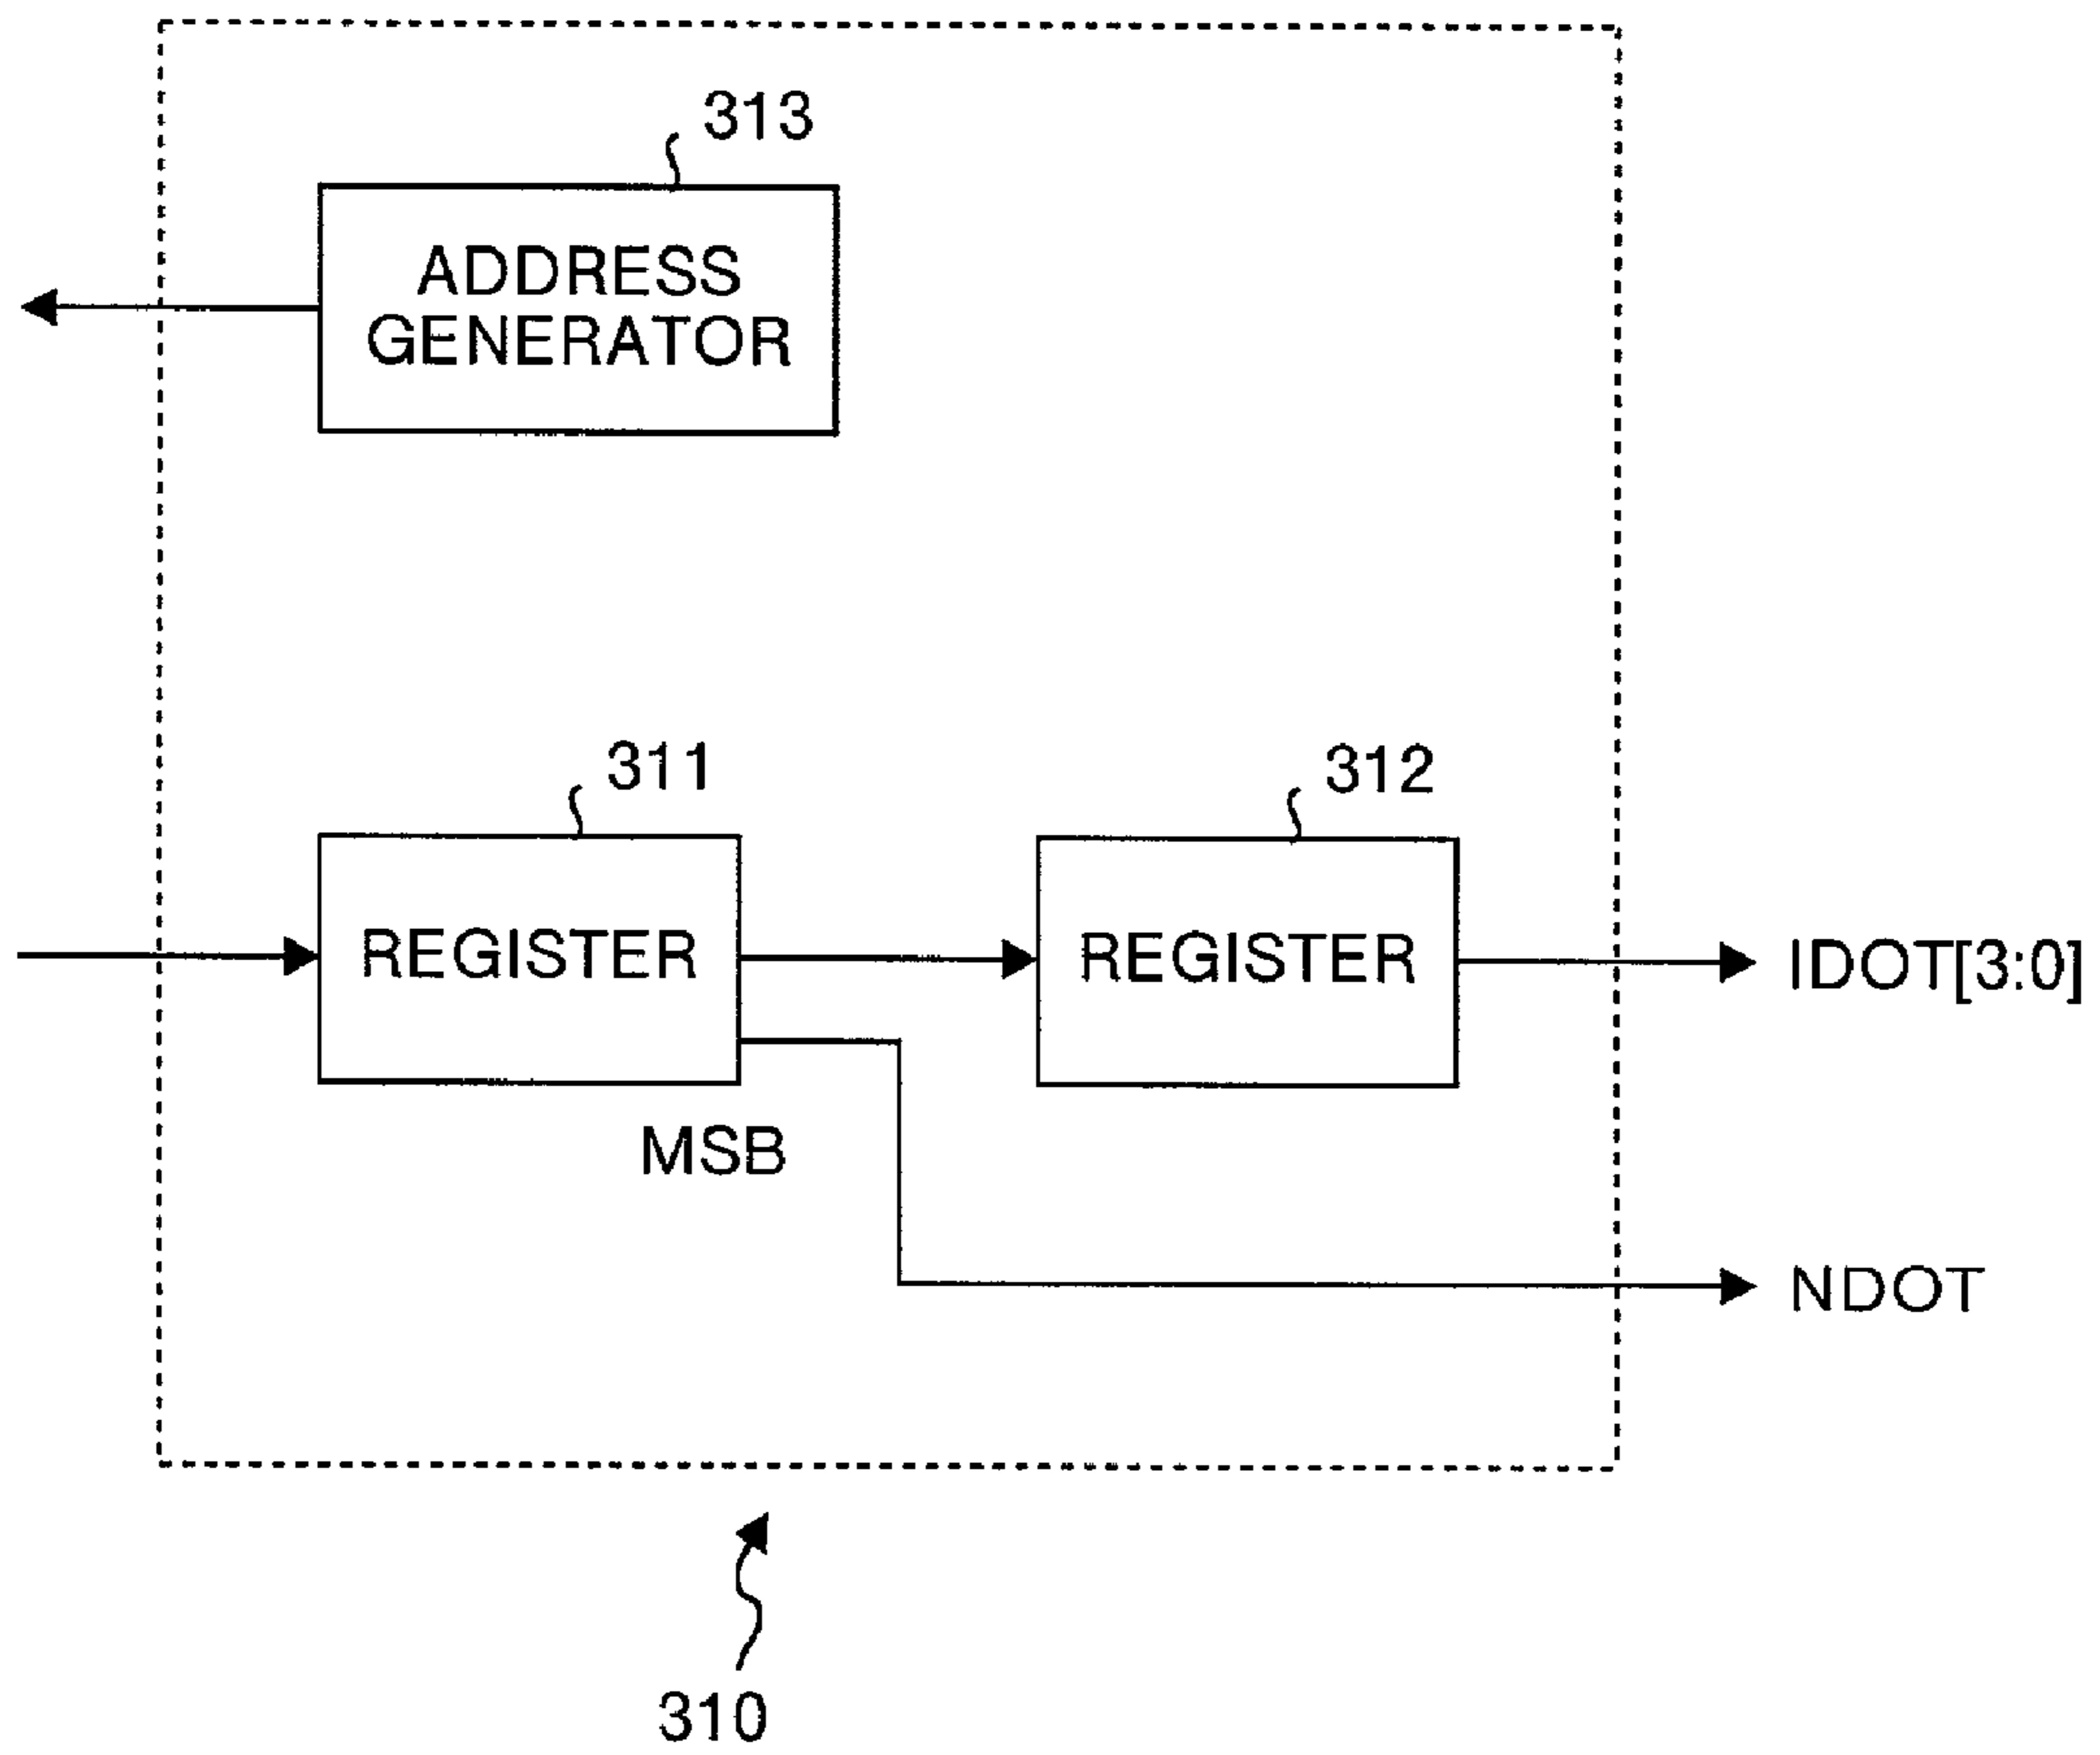 313
ADDRESS
GENERATOR
311
312
REGISTER
REGISTER
IDOT[3:0]
MSB
NDOT
310